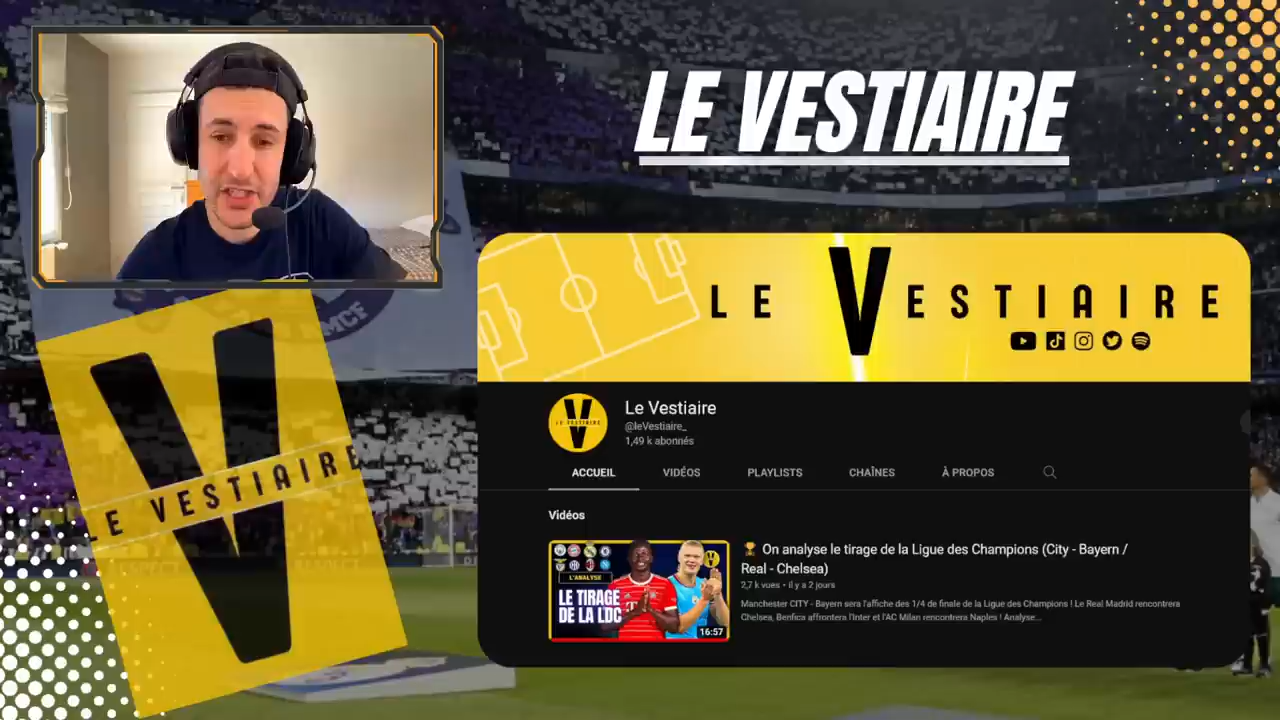 LE VESTIAIRE
LE VESTIAIRE
Le Vestiaire
@leVestiaire_
1,49 k abonnés
ACCUEIL VIDÉOS PLAYLISTS CHAÎNES À PROPOS
Vidéos
L'ANALYSE
LE TIRAGE
DE LA LDC
16:57
🏆 On analyse le tirage de la Ligue des Champions (City - Bayern /
Real - Chelsea)
2,7 k vues • il y a 2 jours
Manchester CITY - Bayern sera l'affiche des 1/4 de finale de la Ligue des Champions ! Le Real Madrid rencontrera
Chelsea, Benfica affrontera l'Inter et l'AC Milan rencontrera Naples ! Analyse...
LE VESTIAIRE
LE VESTIAIRE
MCF